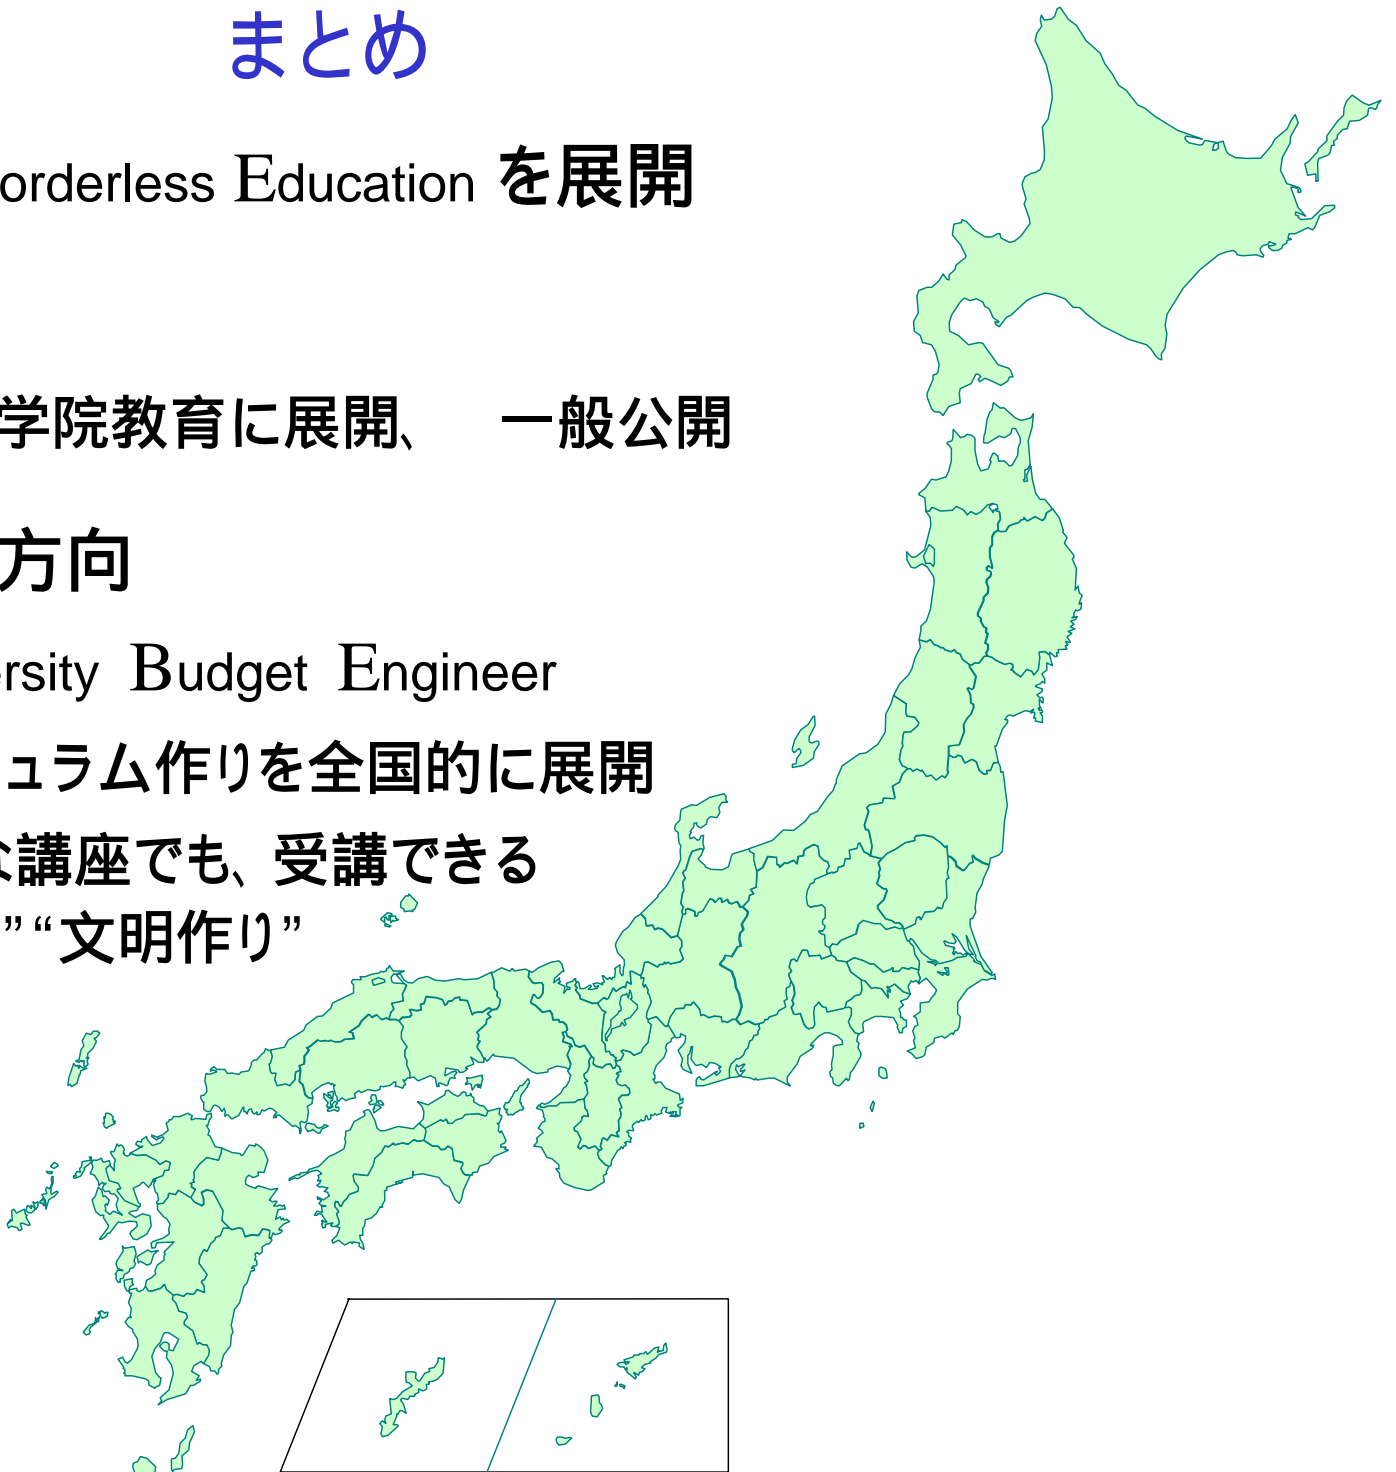 まとめ
orderless Education を展開
学院教育に展開、 一般公開
方向
ersity Budget Engineer
ュラム作りを全国的に展開
な講座でも、受講できる
”“文明作り”